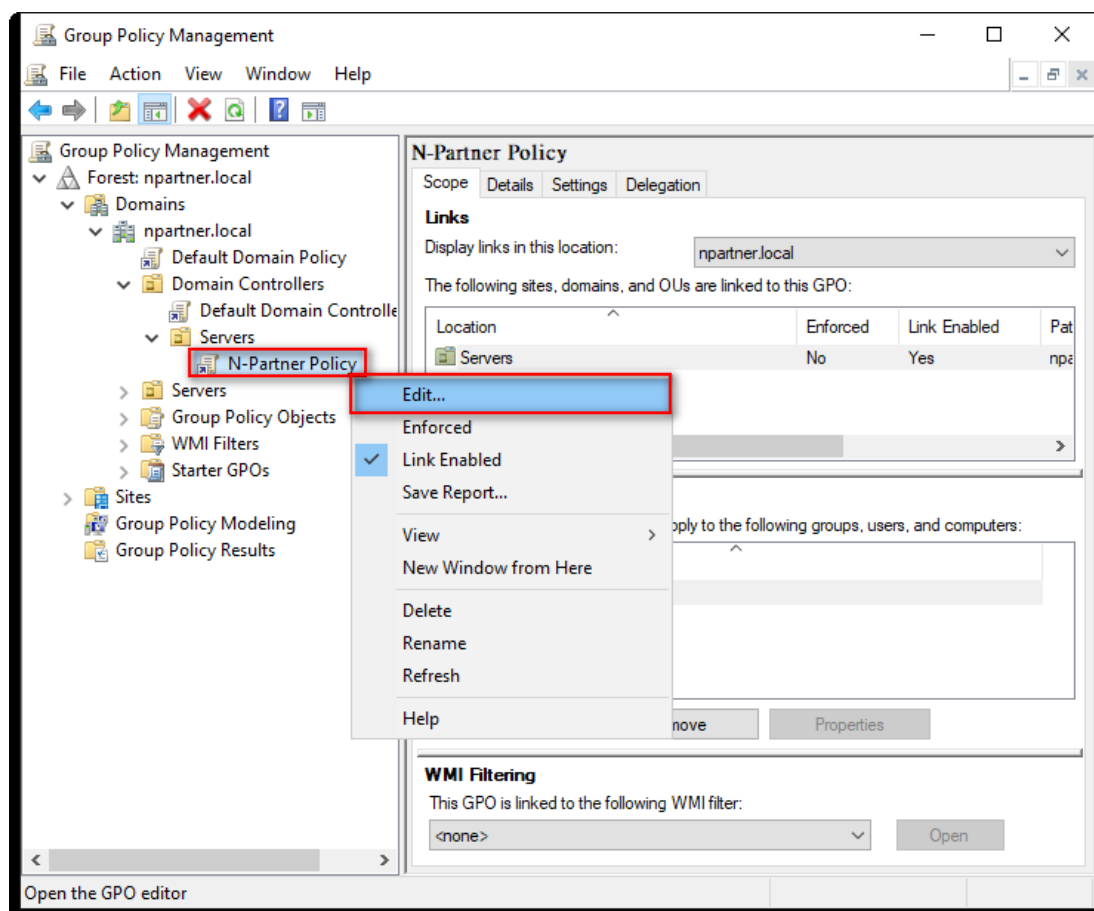 Group Policy Management
File Action View Window Help
Group Policy Management
Forest: npartner.local
Domains
npartner.local
Default Domain Policy
Domain Controllers
Default Domain Controlle
Servers
N-Partner Policy
Servers
Group Policy Objects
WMI Filters
Starter GPOs
Sites
Group Policy Modeling
Group Policy Results
N-Partner Policy
Scope Details Settings Delegation
Links
Display links in this location: npartner.local
The following sites, domains, and OUs are linked to this GPO:
Location Enforced Link Enabled Pat
Servers No Yes npa
Edit...
Enforced
Link Enabled
Save Report...
View
New Window from Here
Delete
Rename
Refresh
Help
pply to the following groups, users, and computers:
move Properties
WMI Filtering
This GPO is linked to the following WMI filter:
<none> Open
Open the GPO editor